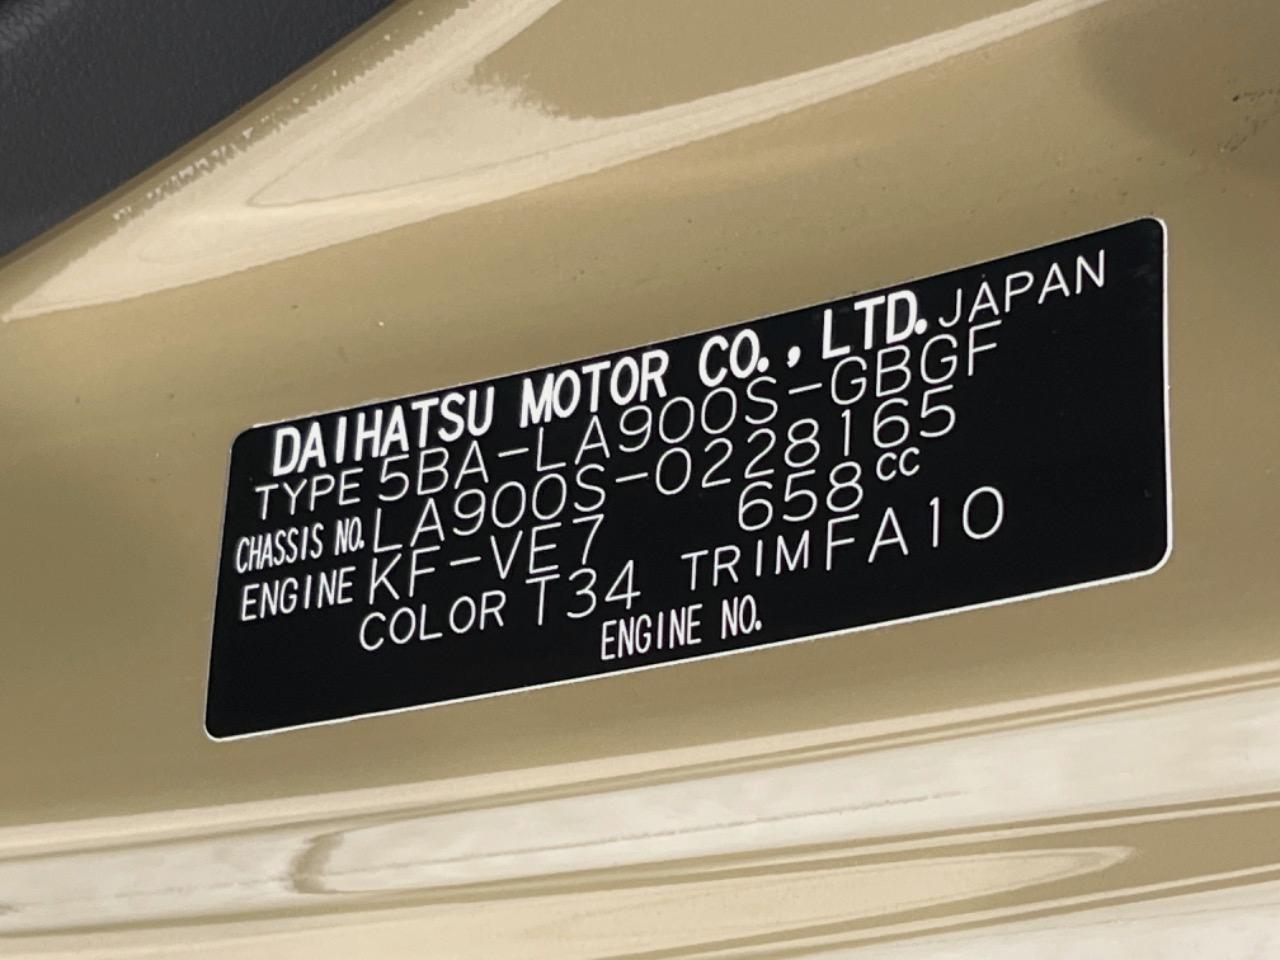 DAIHATSU MOTOR CO., LTD. JAPAN
TYPE 5BA-LA900S-GBGF
CHASSIS NO. LA900S-0228165
ENGINE KF-VE7 658cc
COLOR T34 TRIM FA10
ENGINE NO.